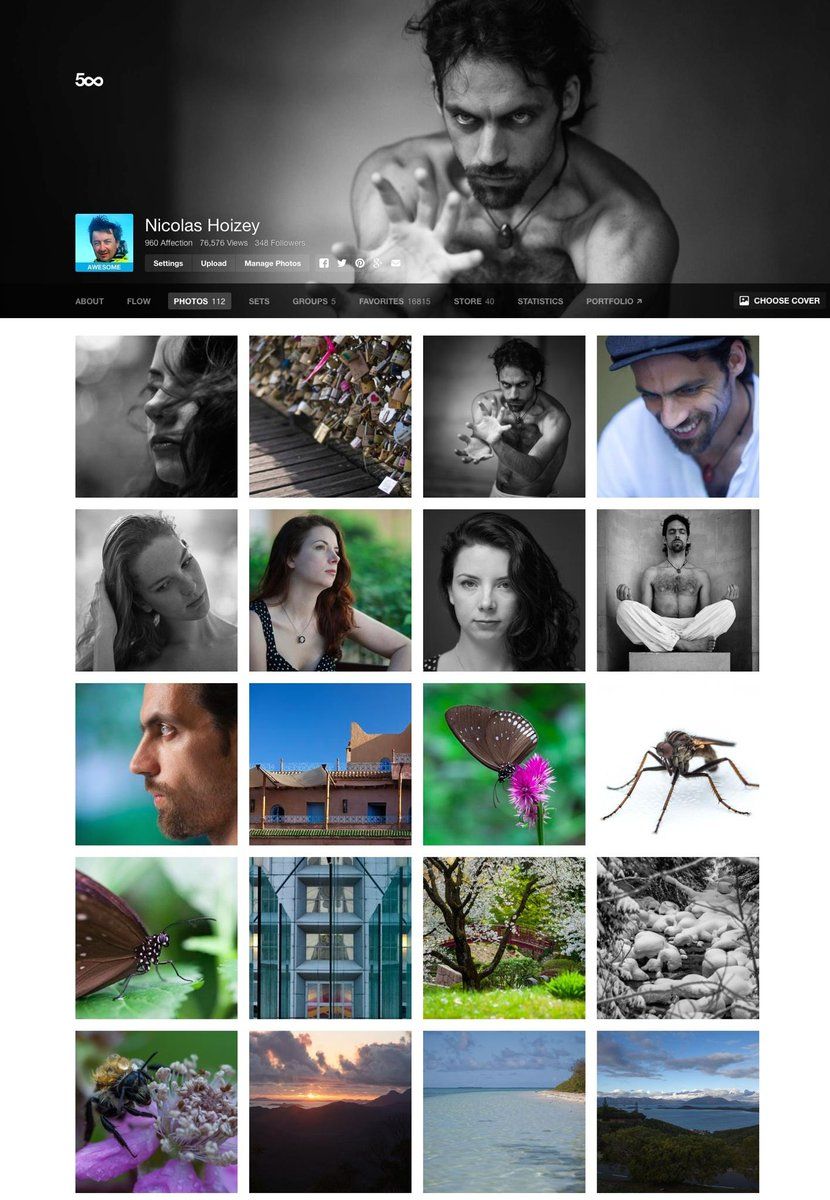 500
Nicolas Hoizey
960 Affection 76,576 Views 348 Followers
AWESOME
Settings Upload Manage Photos
ABOUT FLOW PHOTOS 112 SETS GROUPS 5 FAVORITES 16815 STORE 40 STATISTICS PORTFOLIO ↗ CHOOSE COVER